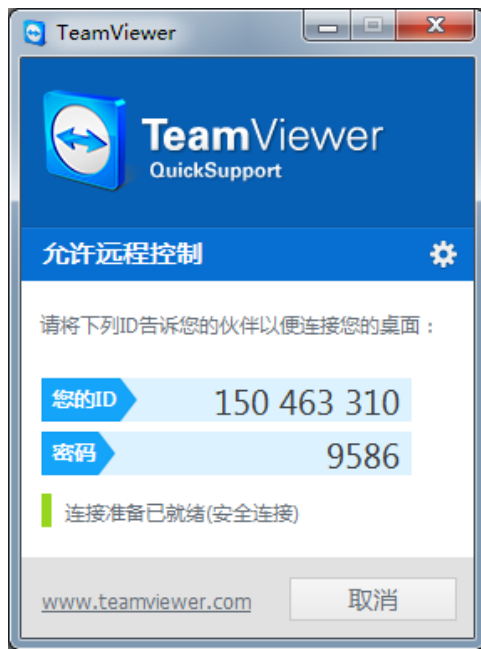 TeamViewer
TeamViewer
QuickSupport
允许远程控制
请将下列ID告诉您的伙伴以便连接您的桌面：
您的ID 150 463 310
密码 9586
连接准备已就绪(安全连接)
www.teamviewer.com 取消